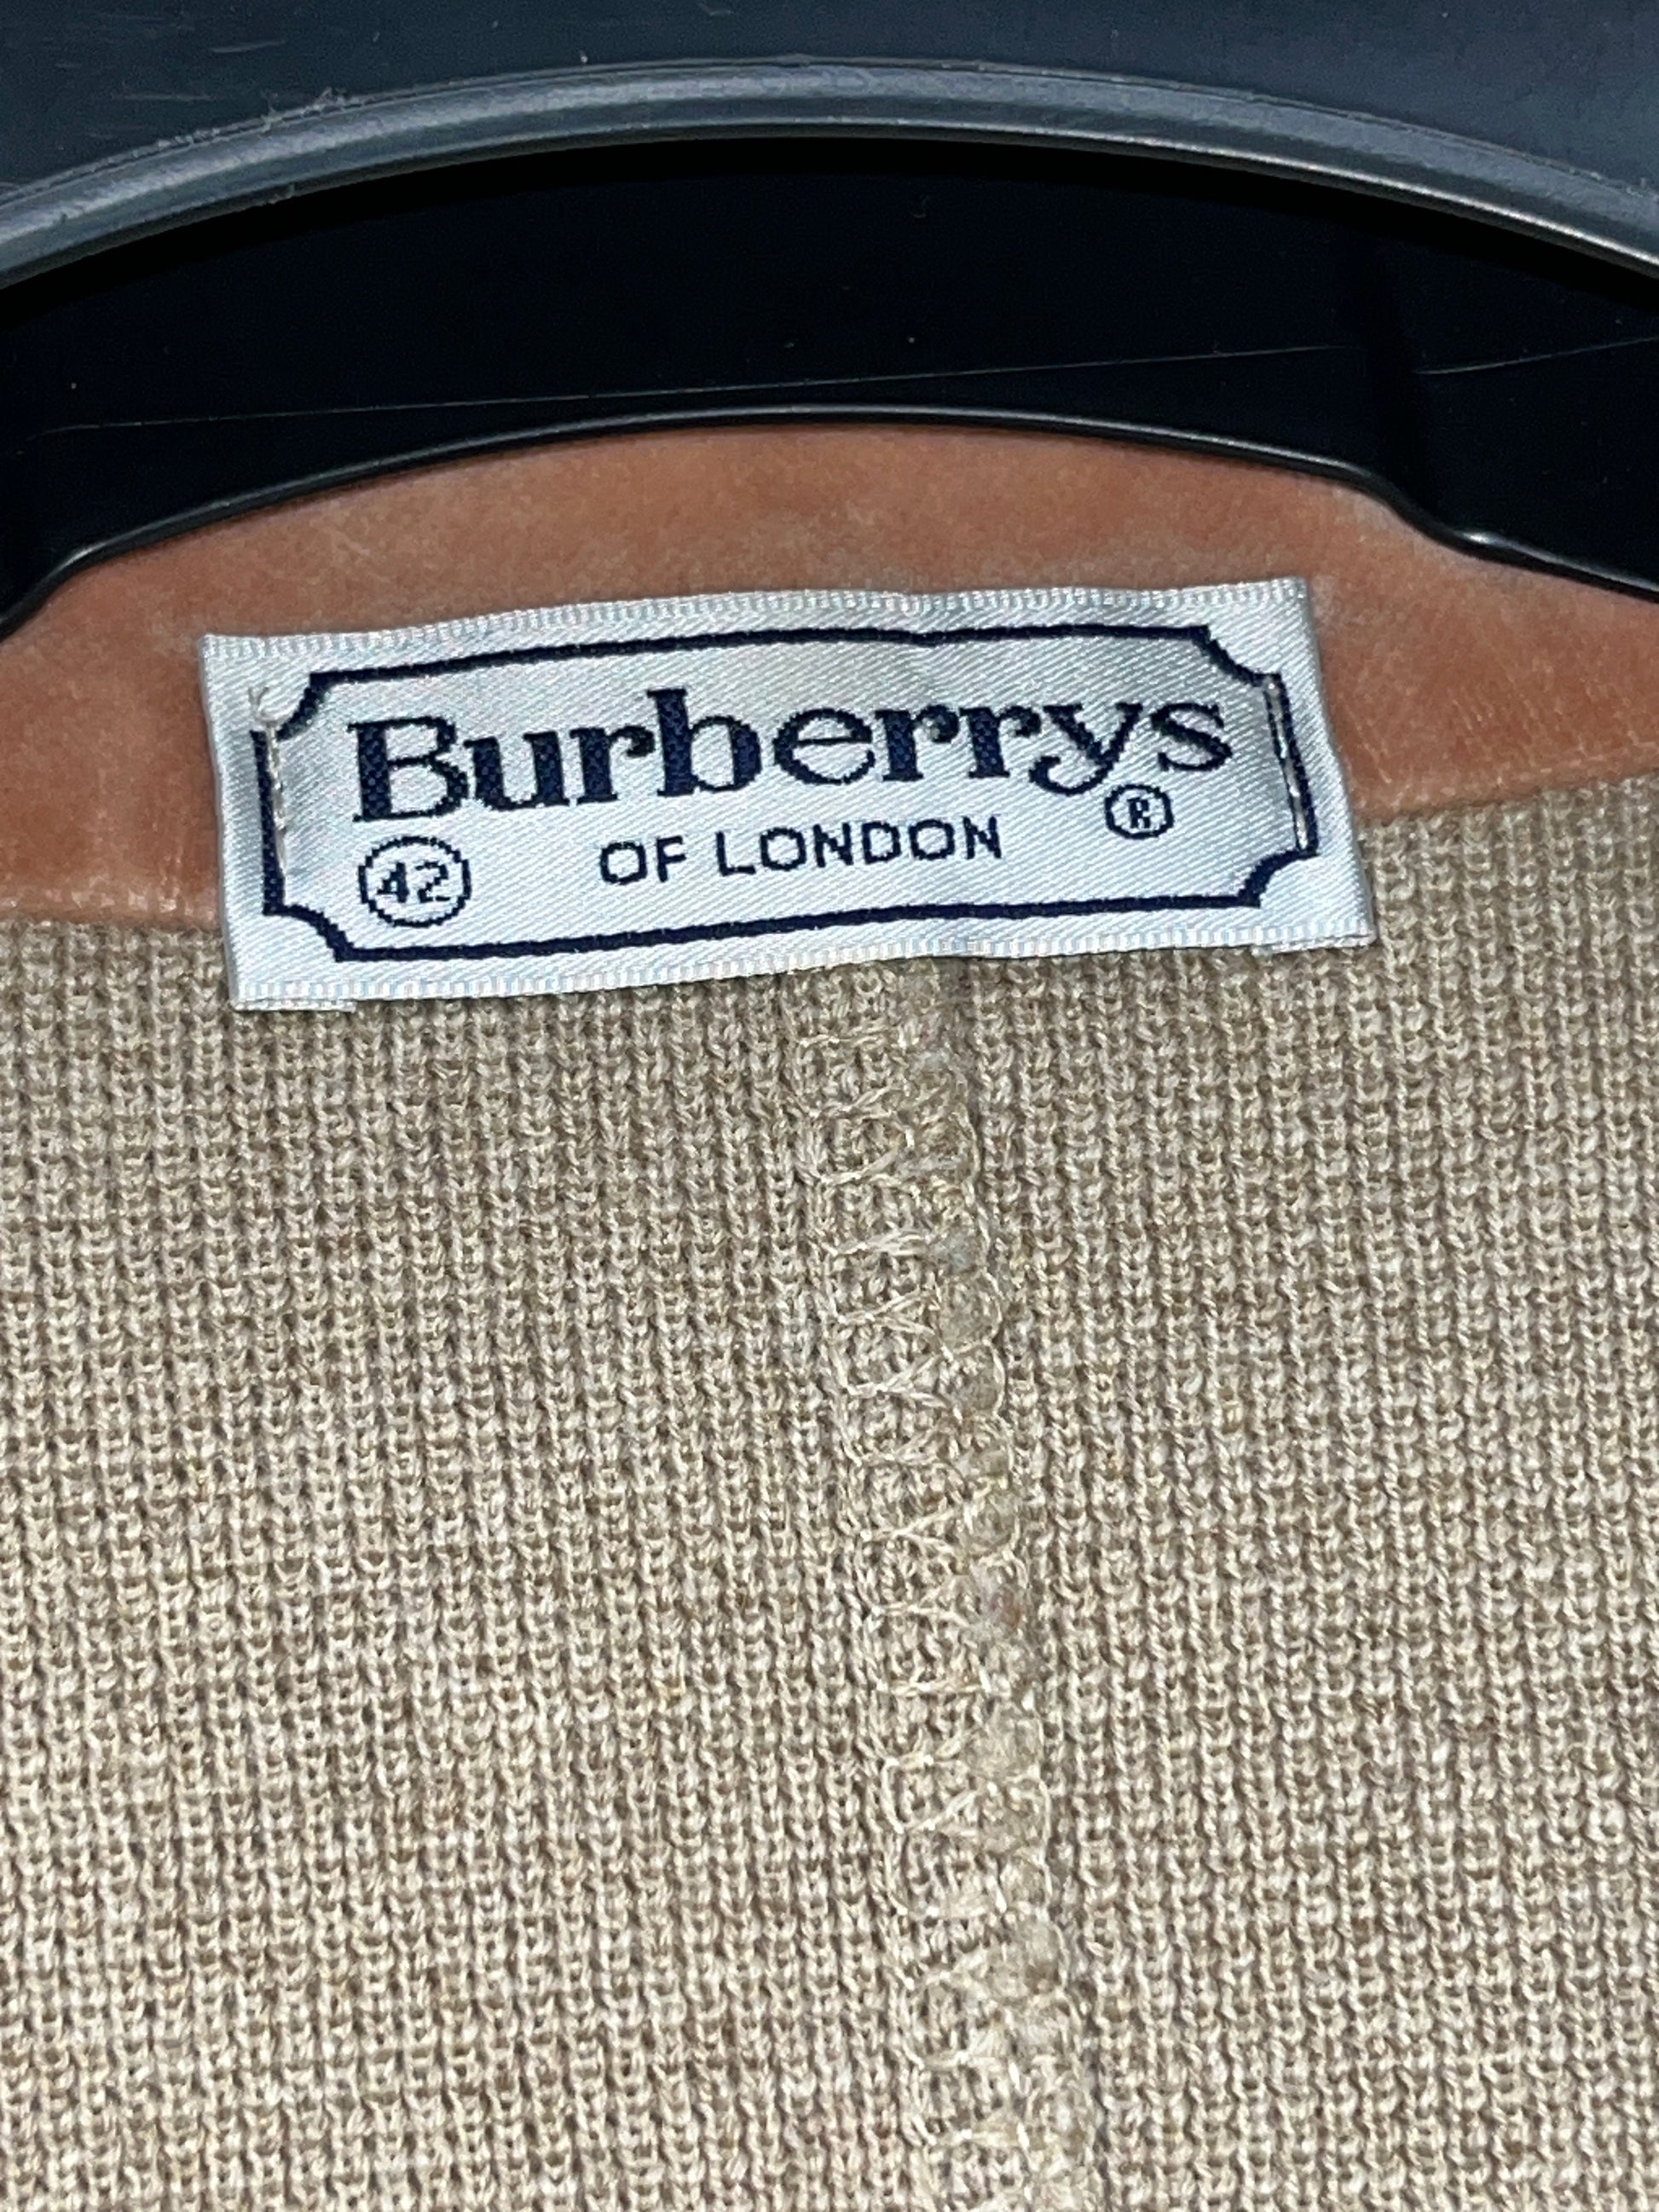 Burberrys
®
42 OF LONDON